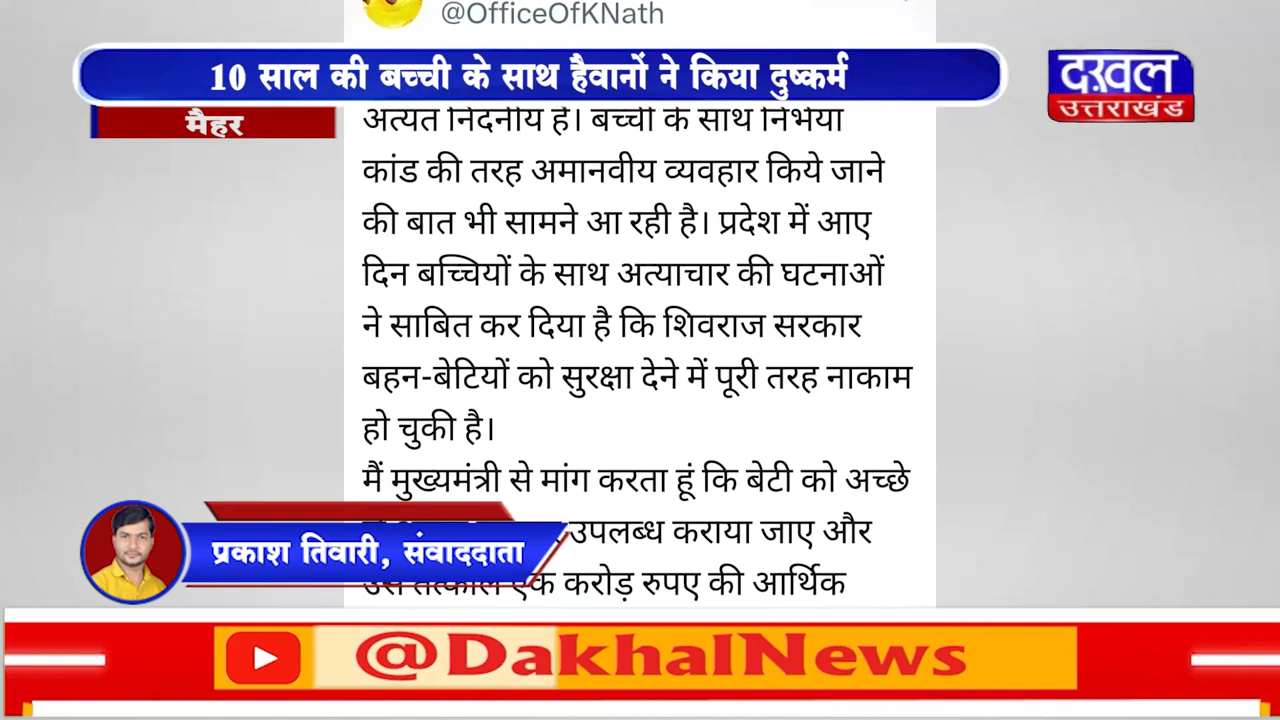 @OfficeOfKNath
10 साल की बच्ची के साथ हैवानों ने किया दुष्कर्म
दख़ल
उत्तराखंड
मैहर
अत्यंत निंदनीय है। बच्ची के साथ निर्भया
कांड की तरह अमानवीय व्यवहार किये जाने
की बात भी सामने आ रही है। प्रदेश में आए
दिन बच्चियों के साथ अत्याचार की घटनाओं
ने साबित कर दिया है कि शिवराज सरकार
बहन-बेटियों को सुरक्षा देने में पूरी तरह नाकाम
हो चुकी है।
मैं मुख्यमंत्री से मांग करता हूं कि बेटी को अच्छे
उपलब्ध कराया जाए और
प्रकाश तिवारी, संवाददाता
उसे तत्काल एक करोड़ रुपए की आर्थिक
@DakhalNews